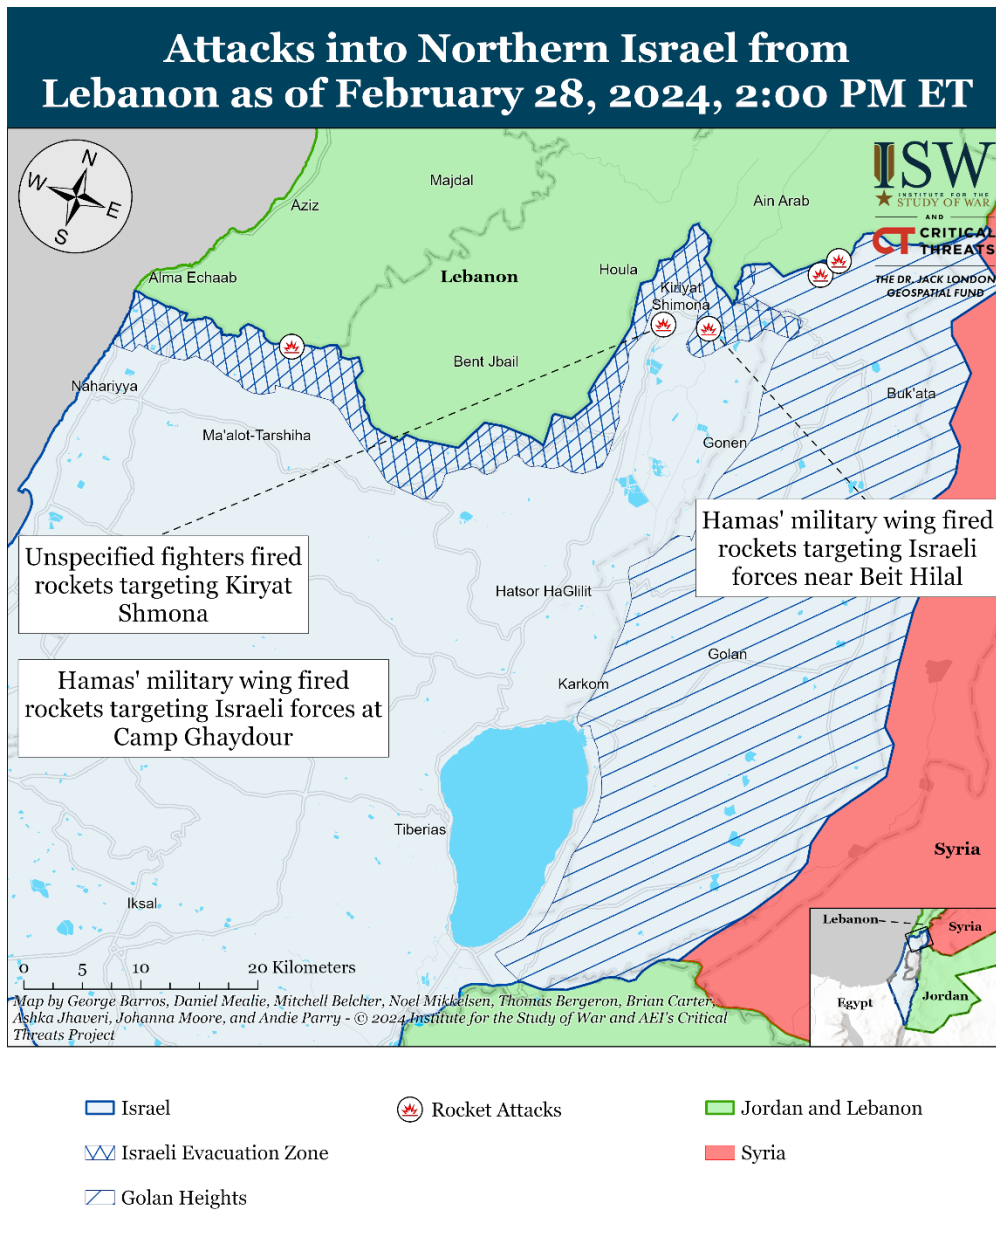 Attacks into Northern Israel from
Lebanon as of February 28, 2024, 2:00 PM ET
N
W
E
S
ISW
INSTITUTE FOR THE
STUDY OF WAR
AND
CT CRITICAL
THREATS
THE DR. JACK LONDON
GEOSPATIAL FUND
Majdal
Aziz
Ain Arab
Alma Echaab
Lebanon
Houla
Kiriyat
Shimona
Bent Jbail
Nahariyya
Buk'ata
Ma'alot-Tarshiha
Gonen
Hamas' military wing fired
rockets targeting Israeli
forces near Beit Hilal
Unspecified fighters fired
rockets targeting Kiryat
Shmona
Hatsor HaGlilit
Golan
Karkom
Hamas' military wing fired
rockets targeting Israeli forces at
Camp Ghaydour
Tiberias
Syria
Iksal
Lebanon
Syria
Egypt
Jordan
0 5 10 20 Kilometers
Map by George Barros, Daniel Mealie, Mitchell Belcher, Noel Mikkelsen, Thomas Bergeron, Brian Carter,
Ashka Jhaveri, Johanna Moore, and Andie Parry - © 2024 Institute for the Study of War and AEI's Critical
Threats Project
Israel
Rocket Attacks
Jordan and Lebanon
Israeli Evacuation Zone
Syria
Golan Heights